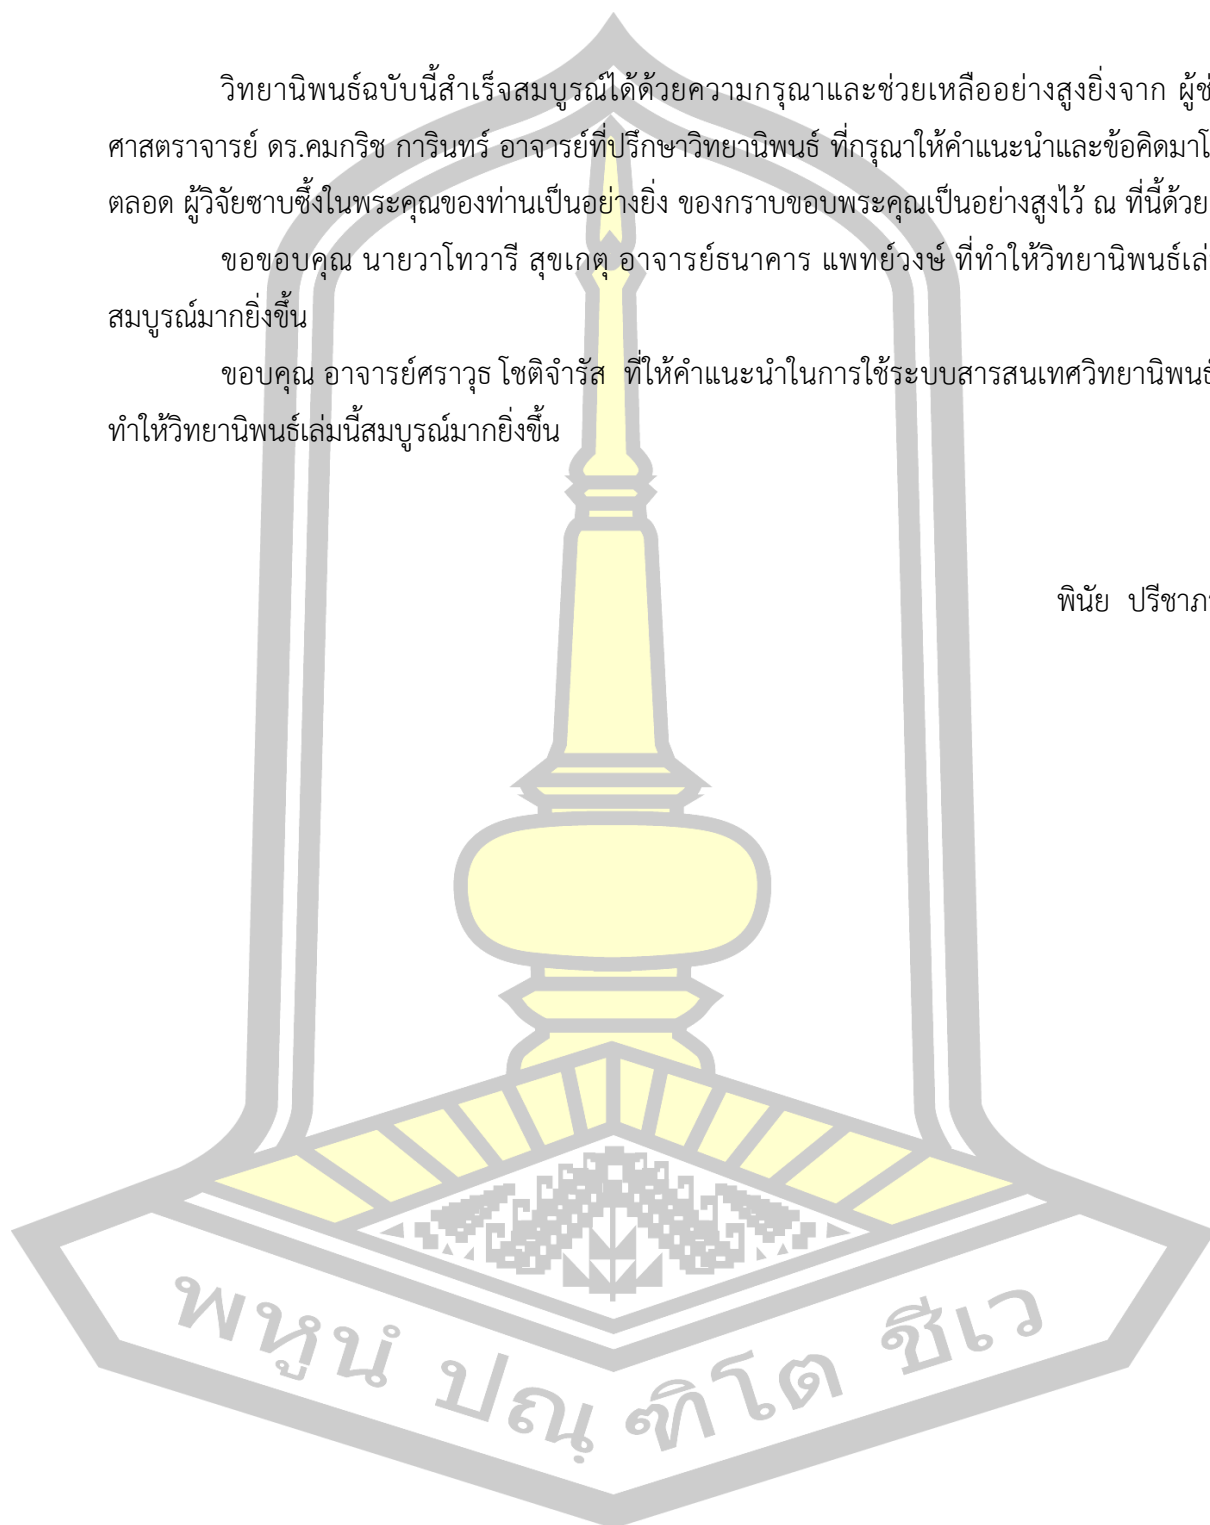 วิทยานิพนธ์ฉบับนี้สำเร็จสมบูรณ์ได้ด้วยความกรุณาและช่วยเหลืออย่างสูงยิ่งจาก ผู้ช่
ศาสตราจารย์ ดร.คมกริช การินทร์ อาจารย์ที่ปรึกษาวิทยานิพนธ์ ที่กรุณาให้คำแนะนำและข้อคิดมาโ
ตลอด ผู้วิจัยซาบซึ้งในพระคุณของท่านเป็นอย่างยิ่ง ของกราบขอบพระคุณเป็นอย่างสูงไว้ ณ ที่นี้ด้วย
ขอขอบคุณ นายวาโทวารี สุขเกตุ อาจารย์ธนาคาร แพทย์วงษ์ ที่ทำให้วิทยานิพนธ์เล่
สมบูรณ์มากยิ่งขึ้น
ขอบคุณ อาจารย์ศราวุธ โชติจำรัส ที่ให้คำแนะนำในการใช้ระบบสารสนเทศวิทยานิพนธ์
ทำให้วิทยานิพนธ์เล่มนี้สมบูรณ์มากยิ่งขึ้น
พินัย ปรีชาภ
พหูนํ ปณฺฑิโต ชีเว